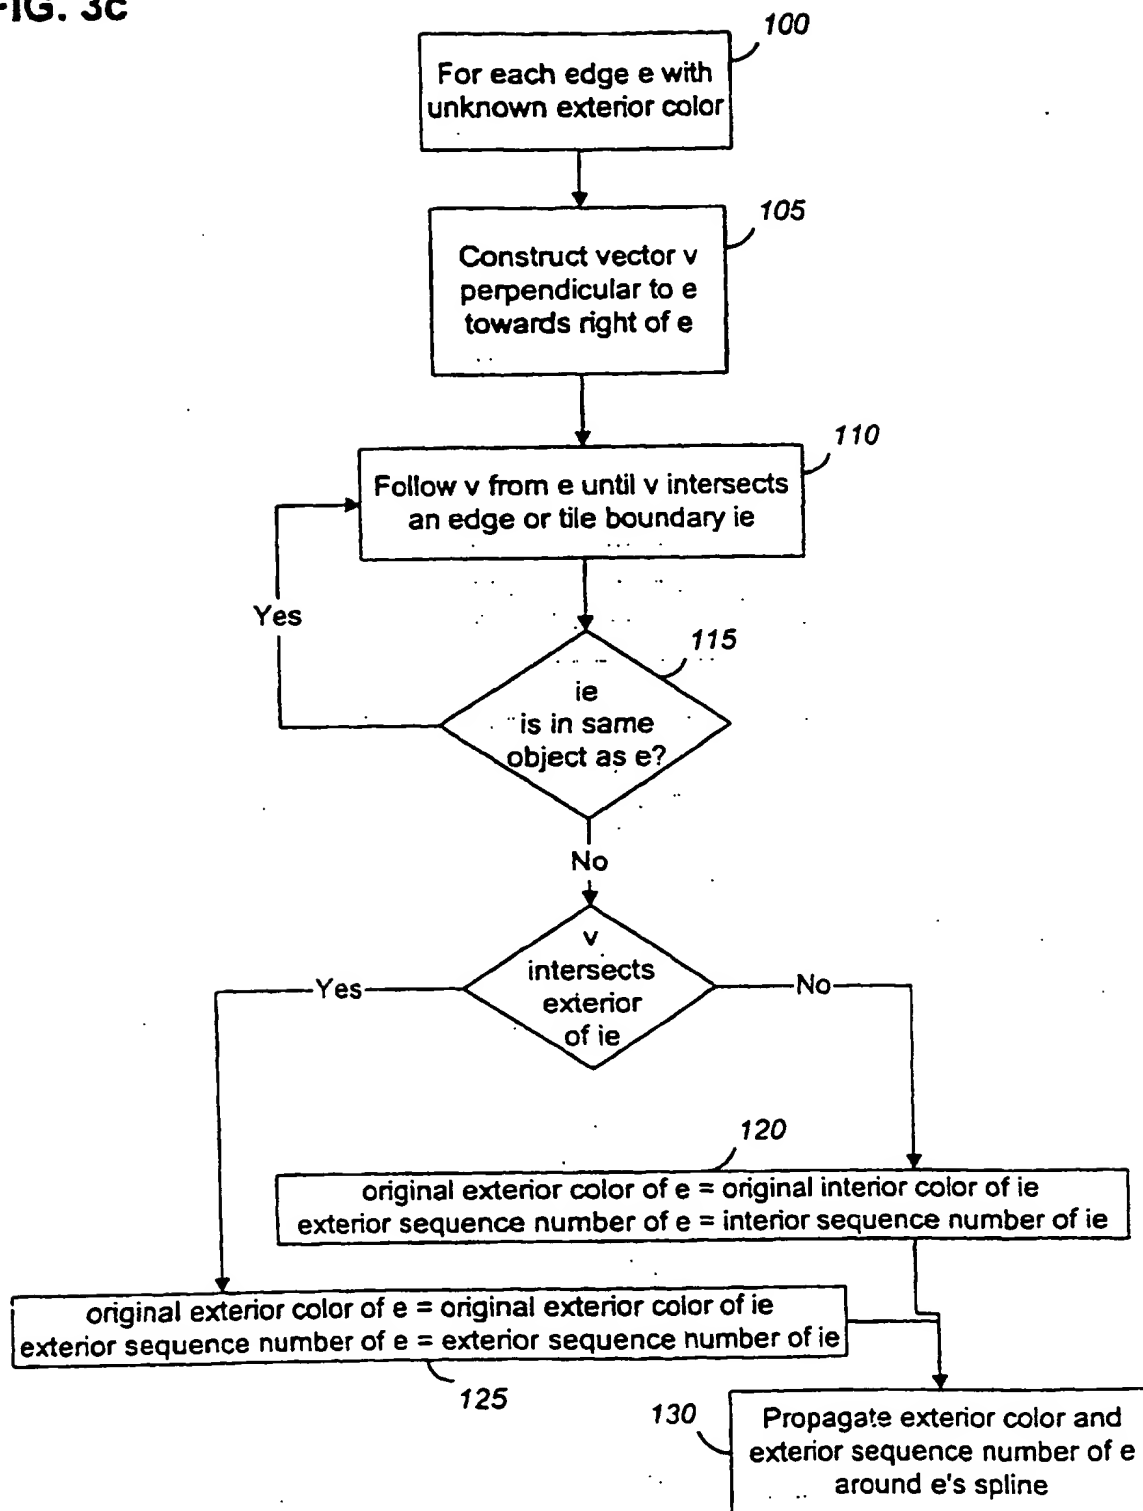 FIG. 3c
100
For each edge e with
unknown exterior color
105
Construct vector v
perpendicular to e
towards right of e
110
Follow v from e until v intersects
an edge or tile boundary ie
Yes
115
ie
is in same
object as e?
No
v
intersects
exterior
of ie
Yes
No
120
original exterior color of e = original interior color of ie
exterior sequence number of e = interior sequence number of ie
original exterior color of e = original exterior color of ie
exterior sequence number of e = exterior sequence number of ie
125
130
Propagate exterior color and
exterior sequence number of e
around e's spline